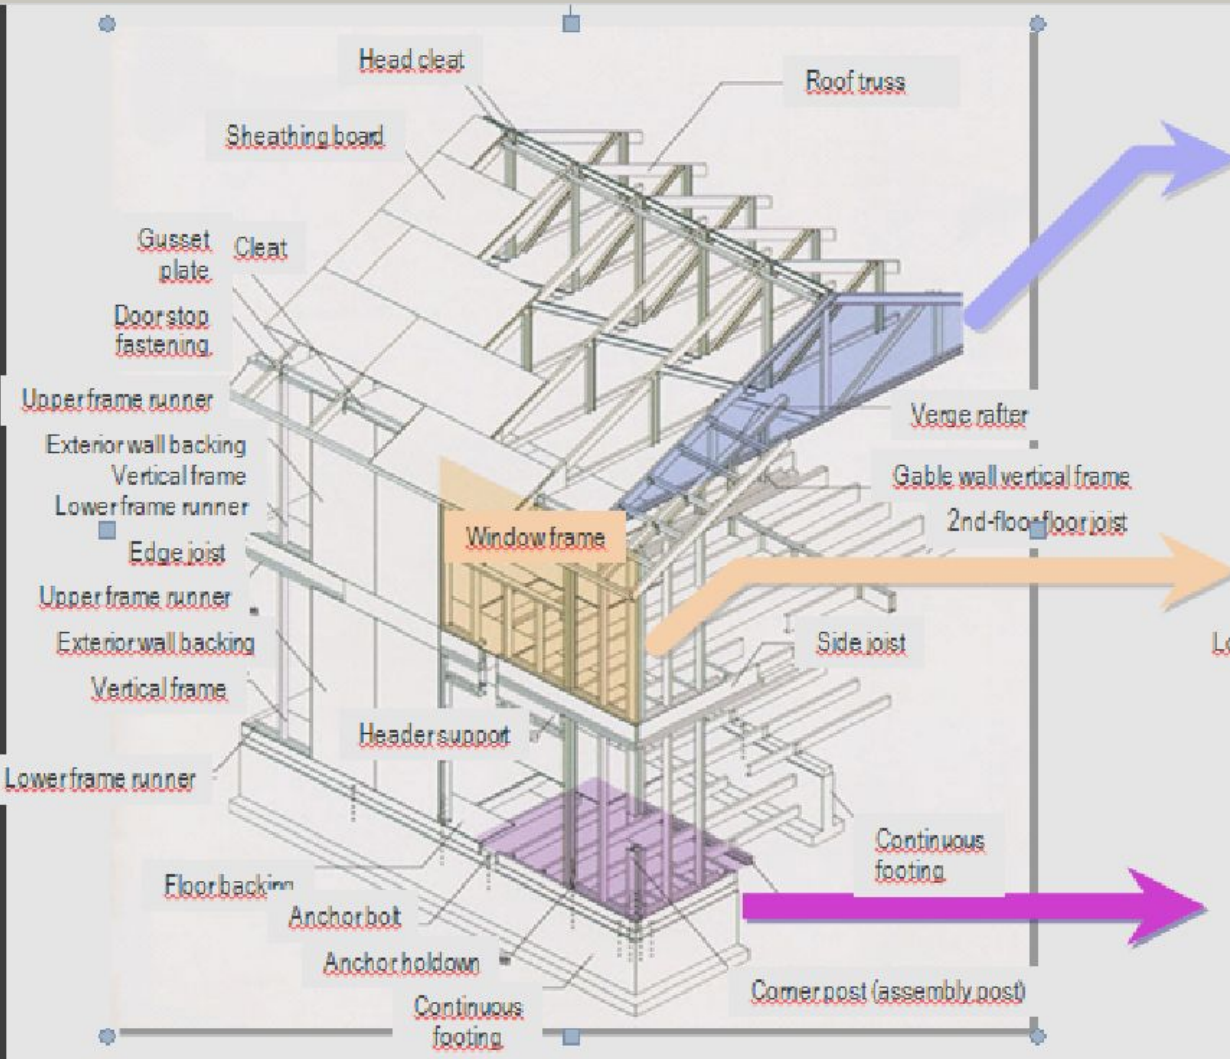 Head cleat
Roof truss
Sheathing board
Gusset
plate
Cleat
Door stop
fastening
Upper frame runner
Exterior wall backing
Vertical frame
Lower frame runner
Edge joist
Upper frame runner
Exterior wall backing
Vertical frame
Lower frame runner
Window frame
Verge rafter
Gable wall vertical frame
2nd-floor floor joist
Side joist
Header support
Continuous
footing
Floor backing
Anchor bolt
Anchor holdown
Continuous
footing
Corner post (assembly post)